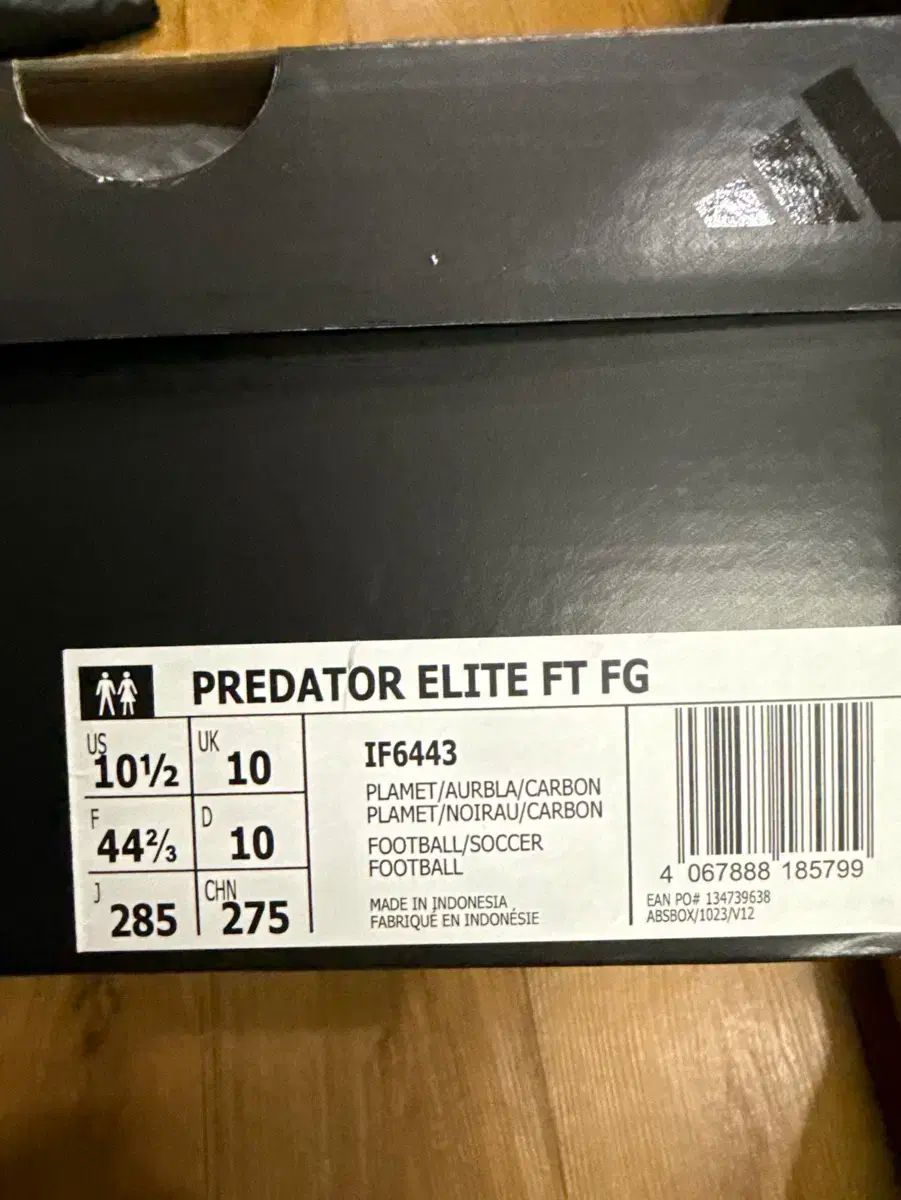 PREDATOR ELITE FT FG
US 10½
UK 10
F 44⅔
D 10
J 285
CHN 275
IF6443
PLAMET/AURBLA/CARBON
PLAMET/NOIRAU/CARBON
FOOTBALL/SOCCER
FOOTBALL
MADE IN INDONESIA
FABRIQUÉ EN INDONÉSIE
4 067888 185799
EAN PO# 134739638
ABSBOX/1023/V12